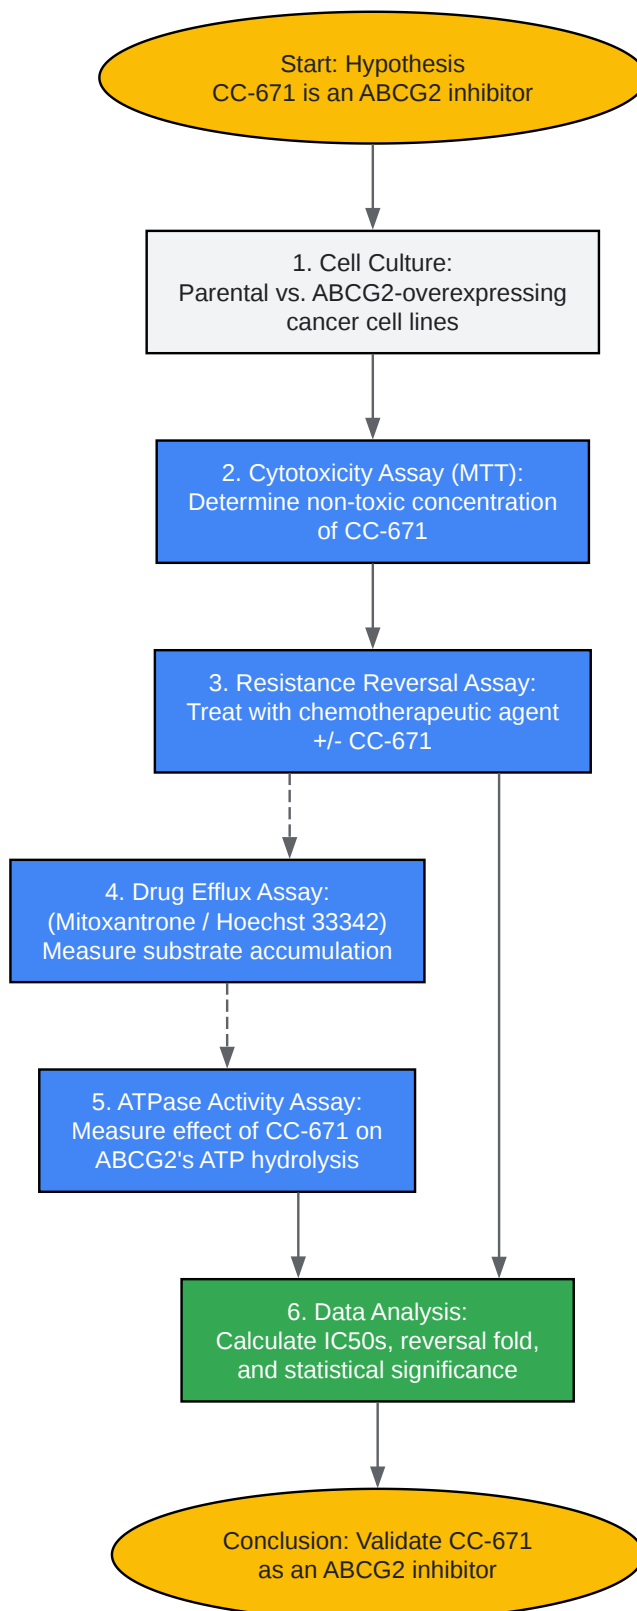 Start: Hypothesis
CC-671 is an ABCG2 inhibitor
1. Cell Culture:
Parental vs. ABCG2-overexpressing
cancer cell lines
2. Cytotoxicity Assay (MTT):
Determine non-toxic concentration
of CC-671
3. Resistance Reversal Assay:
Treat with chemotherapeutic agent
+/- CC-671
4. Drug Efflux Assay:
(Mitoxantrone / Hoechst 33342)
Measure substrate accumulation
5. ATPase Activity Assay:
Measure effect of CC-671 on
ABCG2's ATP hydrolysis
6. Data Analysis:
Calculate IC50s, reversal fold,
and statistical significance
Conclusion: Validate CC-671
as an ABCG2 inhibitor